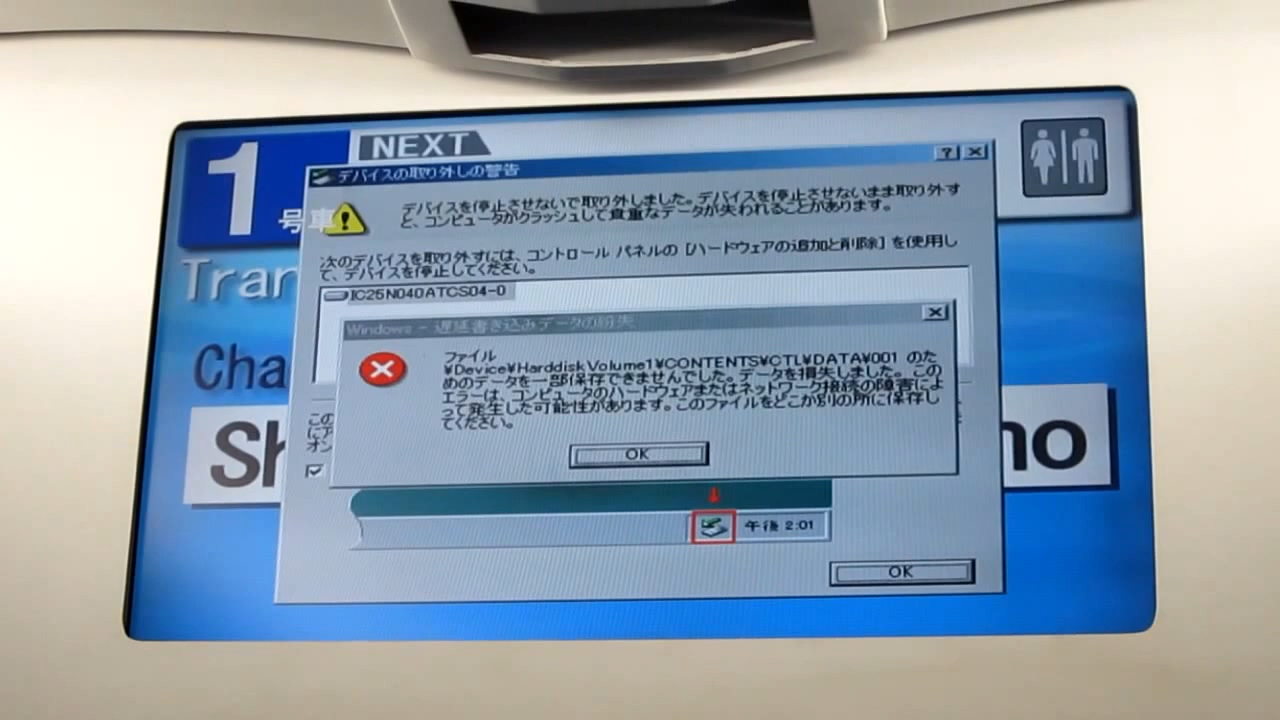 1
号車
NEXT
Tran
Cha
Sh
mo
デバイスの取り外しの警告
デバイスを停止させないで取り外しました。デバイスを停止させないまま取り外す
と、コンピュータがクラッシュして貴重なデータが失われることがあります。
次のデバイスを取り外すには、コントロール パネルの [ハードウェアの追加と削除] を使用し
て、デバイスを停止してください。
IC25N040ATCS04-0
Windows - 遅延書き込みデータの紛失
ファイル
¥Device¥HarddiskVolume1¥CONTENTS¥CTL¥DATA¥001 のた
めのデータを一部保存できませんでした。データを損失しました。この
エラーは、コンピュータのハードウェアまたはネットワーク接続の障害によ
って発生した可能性があります。このファイルをどこか別の所に保存し
てください。
OK
この
にア
オン
午後 2:01
OK